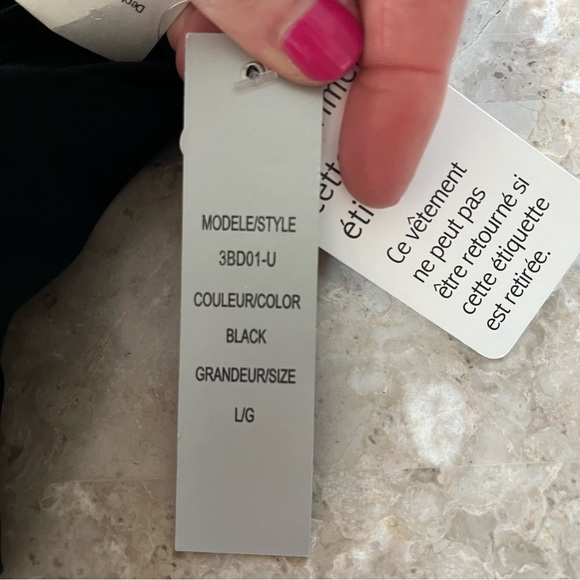 MODELE/STYLE
3BD01-U
COULEUR/COLOR
BLACK
GRANDEUR/SIZE
L/G
Ce vêtement
ne peut pas
être retourné si
cette étiquette
est retirée.